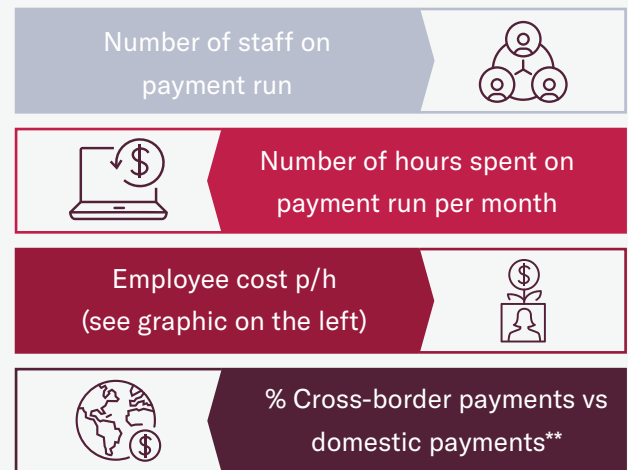 Number of staff on
payment run
$
Number of hours spent on
payment run per month
Employee cost p/h
(see graphic on the left)
$
$
% Cross-border payments vs
domestic payments**